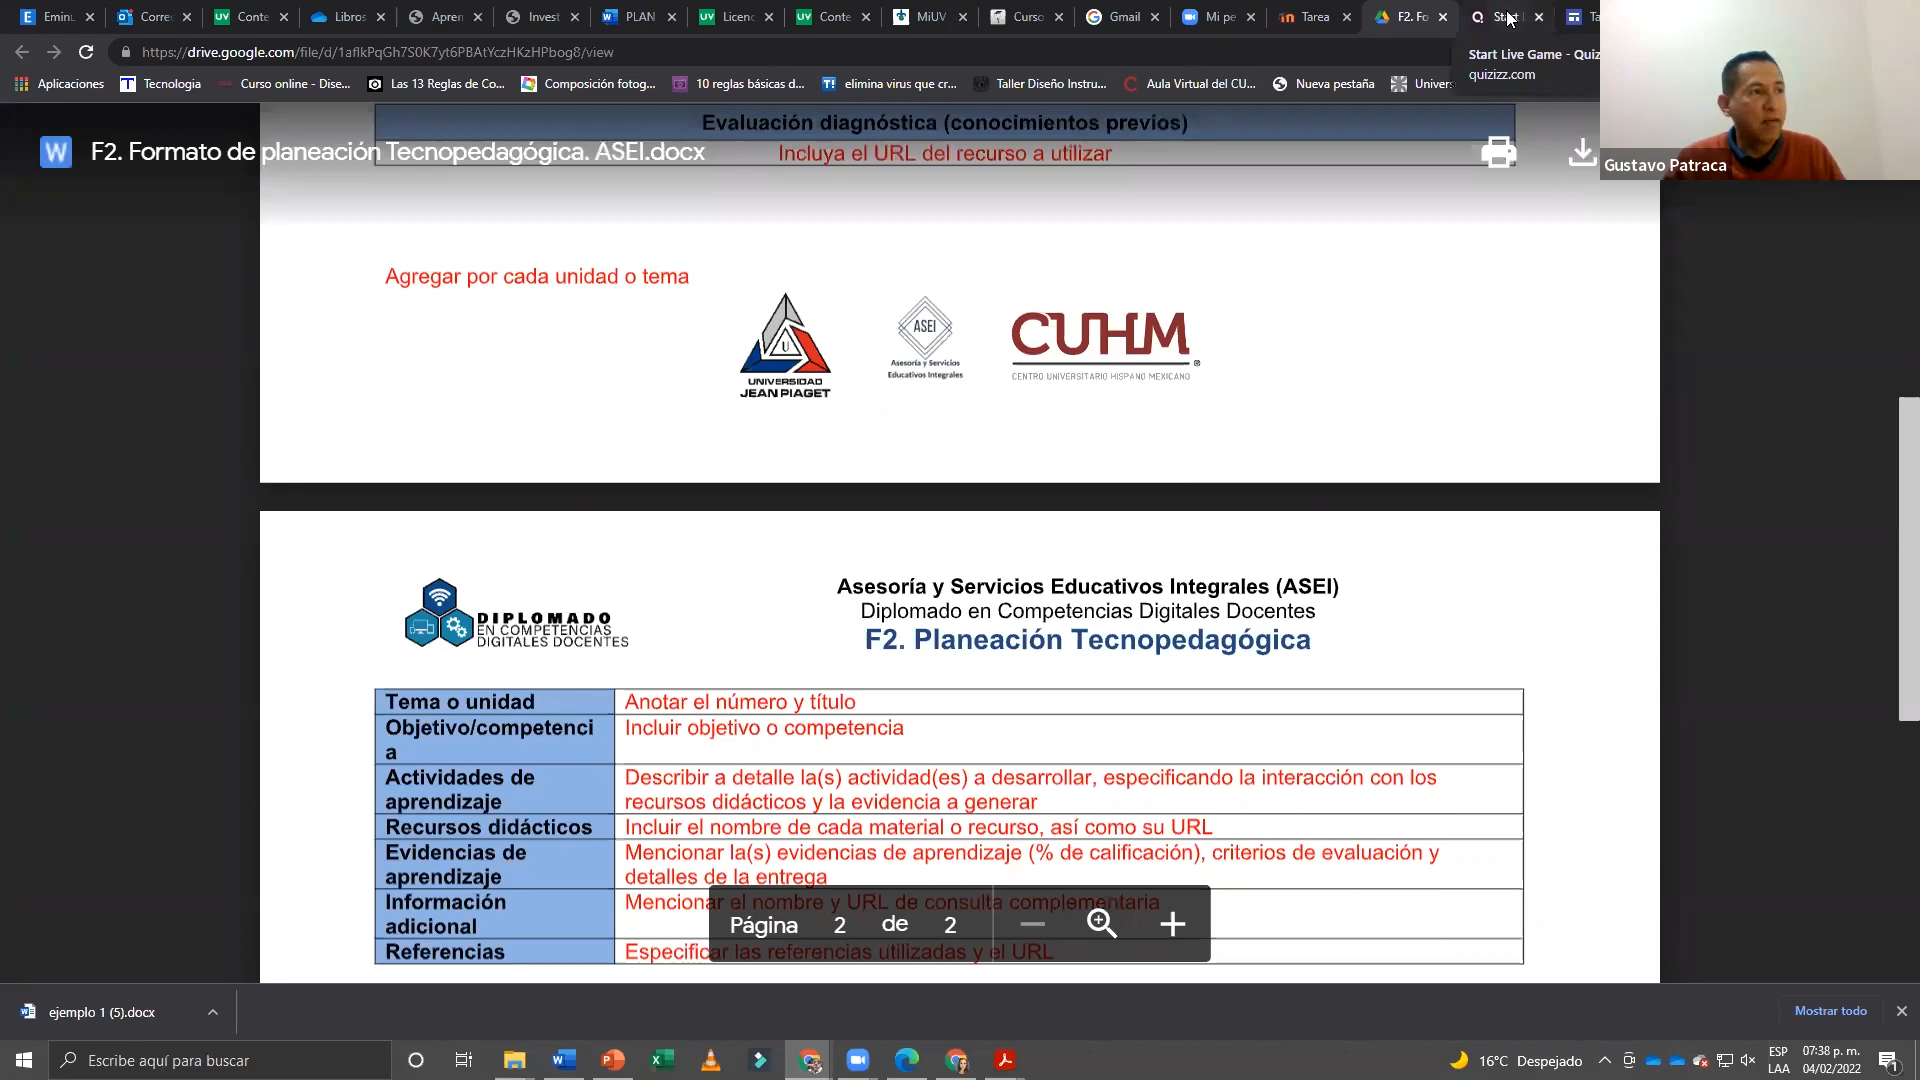 Eminu
Corre
Conte
Libros
Apren
Invest
PLAN
Licenc
Conte
MiUV
Curso
Gmail
Mi pe
Tarea
F2. Fo
Start
Ta
https://drive.google.com/file/d/1aflkPqGh7S0K7yt6PBAtYczHKzHPbog8/view
Start Live Game - Quiz
quizizz.com
Aplicaciones
Tecnologia
Curso online - Dise...
Las 13 Reglas de Co...
Composición fotog...
10 reglas básicas d...
elimina virus que cr...
Taller Diseño Instru...
Aula Virtual del CU...
Nueva pestaña
Univers
Evaluación diagnóstica (conocimientos previos)
F2. Formato de planeación Tecnopedagógica. ASEI.docx
Incluya el URL del recurso a utilizar
Gustavo Patraca
Agregar por cada unidad o tema
U
UNIVERSIDAD
JEAN PIAGET
ASEI
Asesoría y Servicios
Educativos Integrales
CUHM
CENTRO UNIVERSITARIO HISPANO MEXICANO
DIPLOMADO
EN COMPETENCIAS
DIGITALES DOCENTES
Asesoría y Servicios Educativos Integrales (ASEI)
Diplomado en Competencias Digitales Docentes
F2. Planeación Tecnopedagógica
Tema o unidad
Anotar el número y título
Objetivo/competenci
a
Incluir objetivo o competencia
Actividades de
aprendizaje
Describir a detalle la(s) actividad(es) a desarrollar, especificando la interacción con los
recursos didácticos y la evidencia a generar
Recursos didácticos
Incluir el nombre de cada material o recurso, así como su URL
Evidencias de
aprendizaje
Mencionar la(s) evidencias de aprendizaje (% de calificación), criterios de evaluación y
detalles de la entrega
Información
adicional
Mencionar el nombre y URL de consulta complementaria
Referencias
Especificar las referencias utilizadas y el URL
Página 2 de 2
ejemplo 1 (5).docx
Mostrar todo
Escribe aquí para buscar
16°C Despejado
ESP
LAA
07:38 p. m.
04/02/2022
1